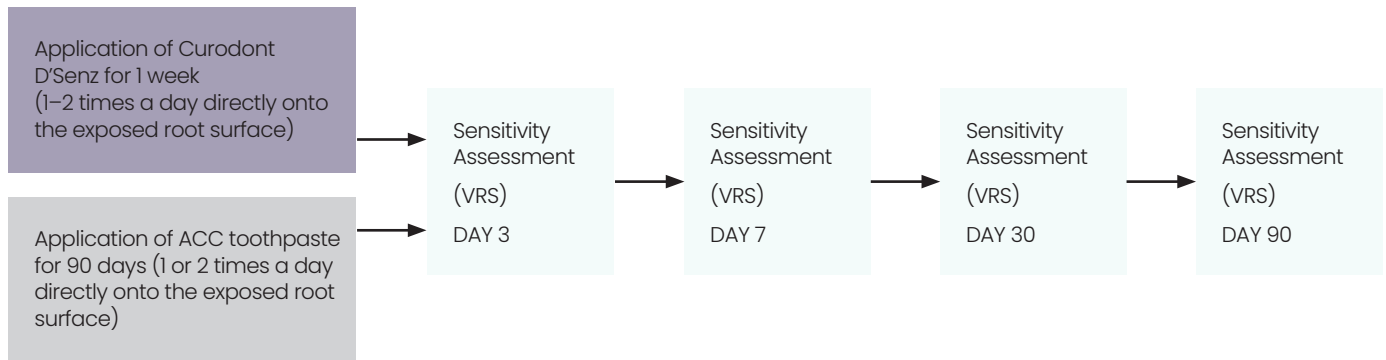 Application of Curodont
D'Senz for 1 week
(1–2 times a day directly onto
the exposed root surface)
Application of ACC toothpaste
for 90 days (1 or 2 times a day
directly onto the exposed root
surface)
Sensitivity
Assessment
(VRS)
DAY 3
Sensitivity
Assessment
(VRS)
DAY 7
Sensitivity
Assessment
(VRS)
DAY 30
Sensitivity
Assessment
(VRS)
DAY 90